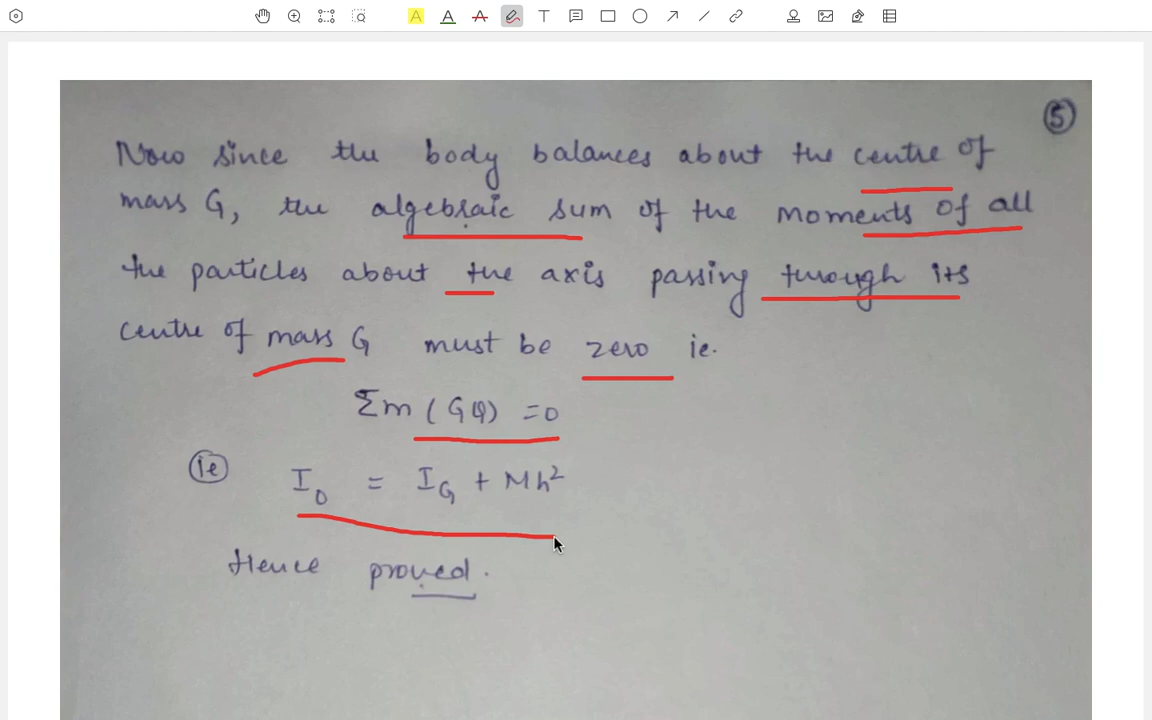 5
Now since the body balances about the centre of
mass G, the algebraic sum of the moments of all
the particles about the axis passing through its
centre of mass G must be zero ie.
Σm (GQ) = 0
ie I₀ = I_G + Mh²
Hence proved.